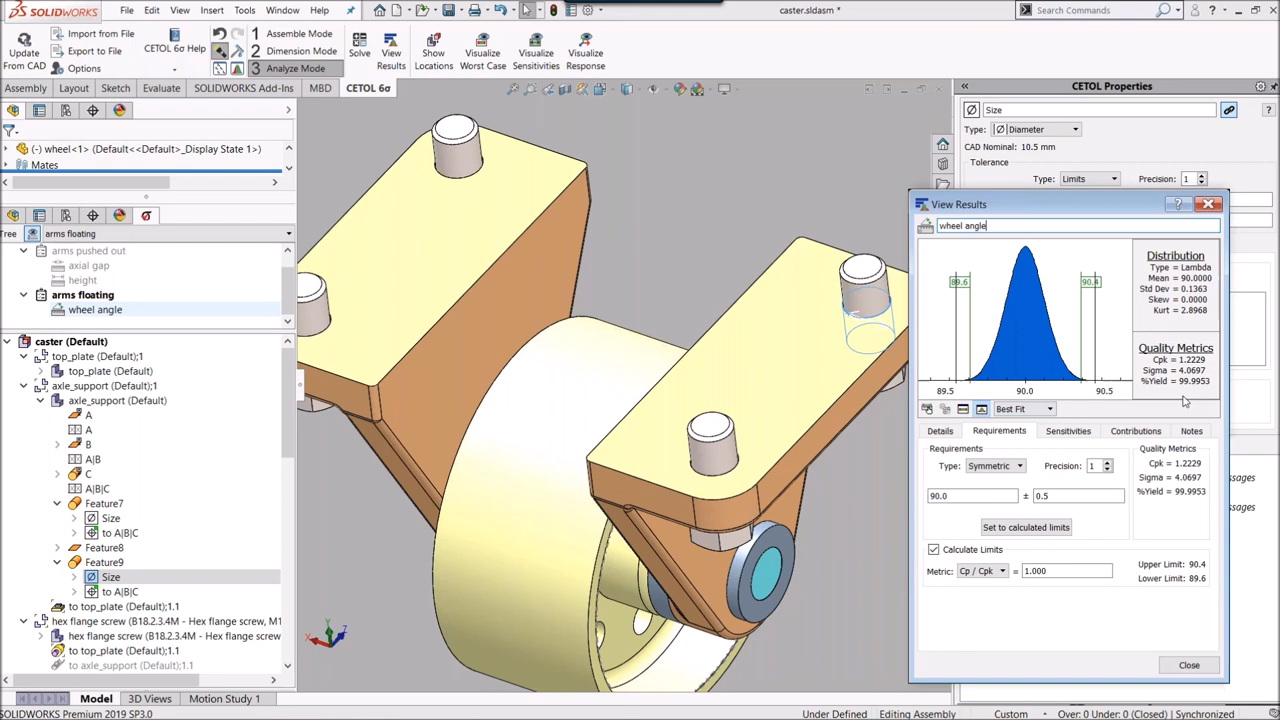 SOLIDWORKS
File Edit View Insert Tools Window
caster.sldasm *
Search Commands
Update From CAD
Import from File
Export to File
Options
CETOL 6σ Help
1 Assemble Mode
2 Dimension Mode
3 Analyze Mode
Solve
View Results
Show Locations
Visualize Worst Case
Visualize Sensitivities
Visualize Response
Assembly Layout Sketch Evaluate SOLIDWORKS Add-Ins MBD CETOL 6σ
(-) wheel<1> (Default<<Default>_Display State 1>)
Mates
Tree
arms floating
arms pushed out
axial gap
height
arms floating
wheel angle
caster (Default)
top_plate (Default);1
top_plate (Default)
axle_support (Default);1
axle_support (Default)
A
A
B
A|B
C
A|B|C
Feature7
Size
to A|B|C
Feature8
Feature9
Size
to A|B|C
to top_plate (Default);1.1
hex flange screw (B18.2.3.4M - Hex flange screw, M1
hex flange screw (B18.2.3.4M - Hex flange screw
to top_plate (Default);1.1
to axle_support (Default);1.1
Model 3D Views Motion Study 1
SOLIDWORKS Premium 2019 SP3.0
Under Defined Editing Assembly Custom Over: 0 Under: 0 (Closed) Synchronized
CETOL Properties
Size
Type: Diameter
CAD Nominal: 10.5 mm
Tolerance
Type: Limits Precision: 1
ssages
ssages
View Results
wheel angle
89.6
90.4
89.5 90.0 90.5
Distribution
Type = Lambda
Mean = 90.0000
Std Dev = 0.1363
Skew = 0.0000
Kurt = 2.8968
Quality Metrics
Cpk = 1.2229
Sigma = 4.0697
%Yield = 99.9953
Best Fit
Details Requirements Sensitivities Contributions Notes
Requirements
Type: Symmetric Precision: 1
90.0 ± 0.5
Set to calculated limits
Quality Metrics
Cpk = 1.2229
Sigma = 4.0697
%Yield = 99.9953
Calculate Limits
Metric: Cp / Cpk = 1.000
Upper Limit: 90.4
Lower Limit: 89.6
Close